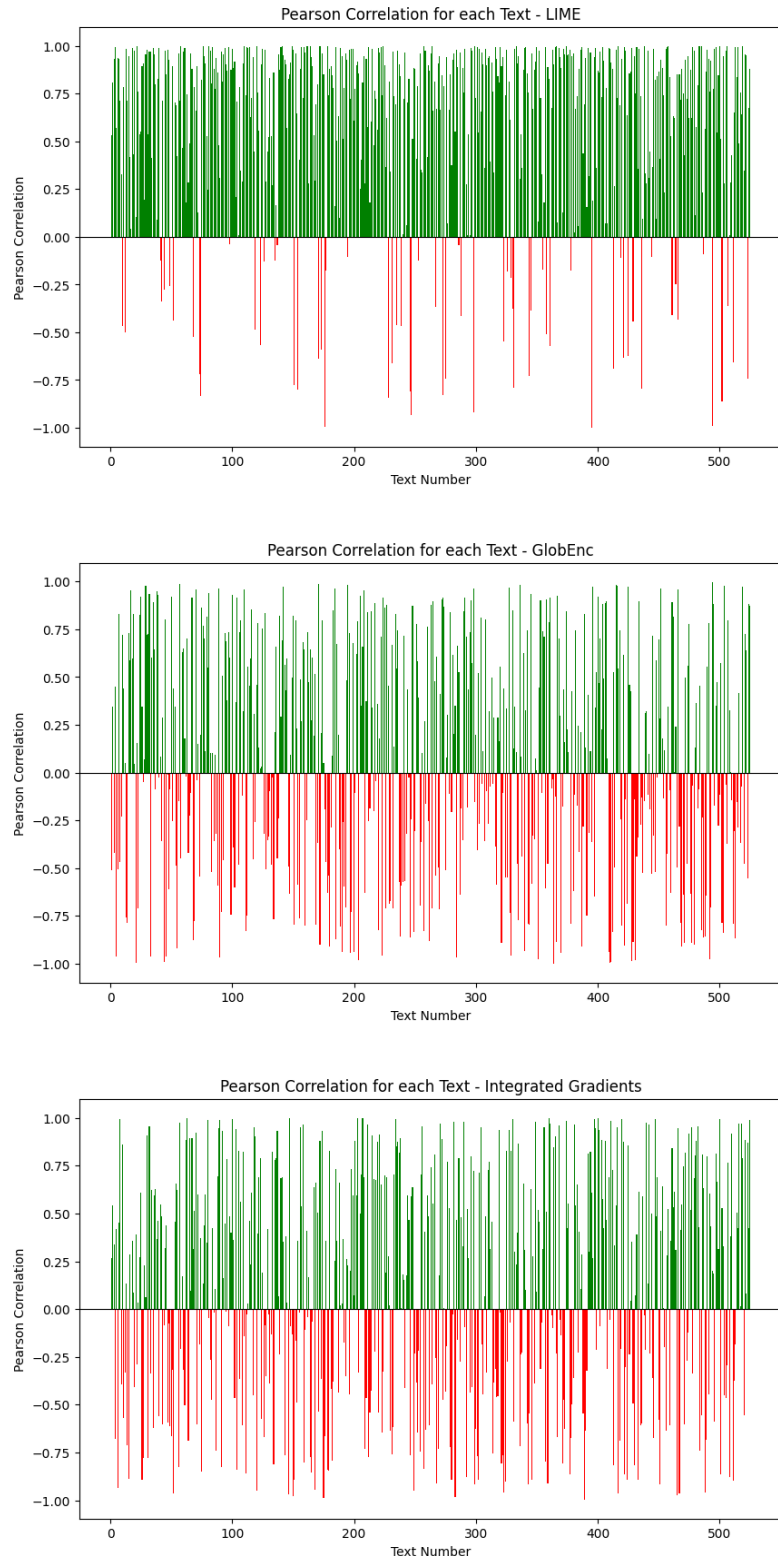 Pearson Correlation for each Text - LIME
1.00
0.75
0.50
0.25
0.00
−0.25
−0.50
−0.75
−1.00
Pearson Correlation
0 100 200 300 400 500
Text Number
Pearson Correlation for each Text - GlobEnc
1.00
0.75
0.50
0.25
0.00
−0.25
−0.50
−0.75
−1.00
Pearson Correlation
0 100 200 300 400 500
Text Number
Pearson Correlation for each Text - Integrated Gradients
1.00
0.75
0.50
0.25
0.00
−0.25
−0.50
−0.75
−1.00
Pearson Correlation
0 100 200 300 400 500
Text Number